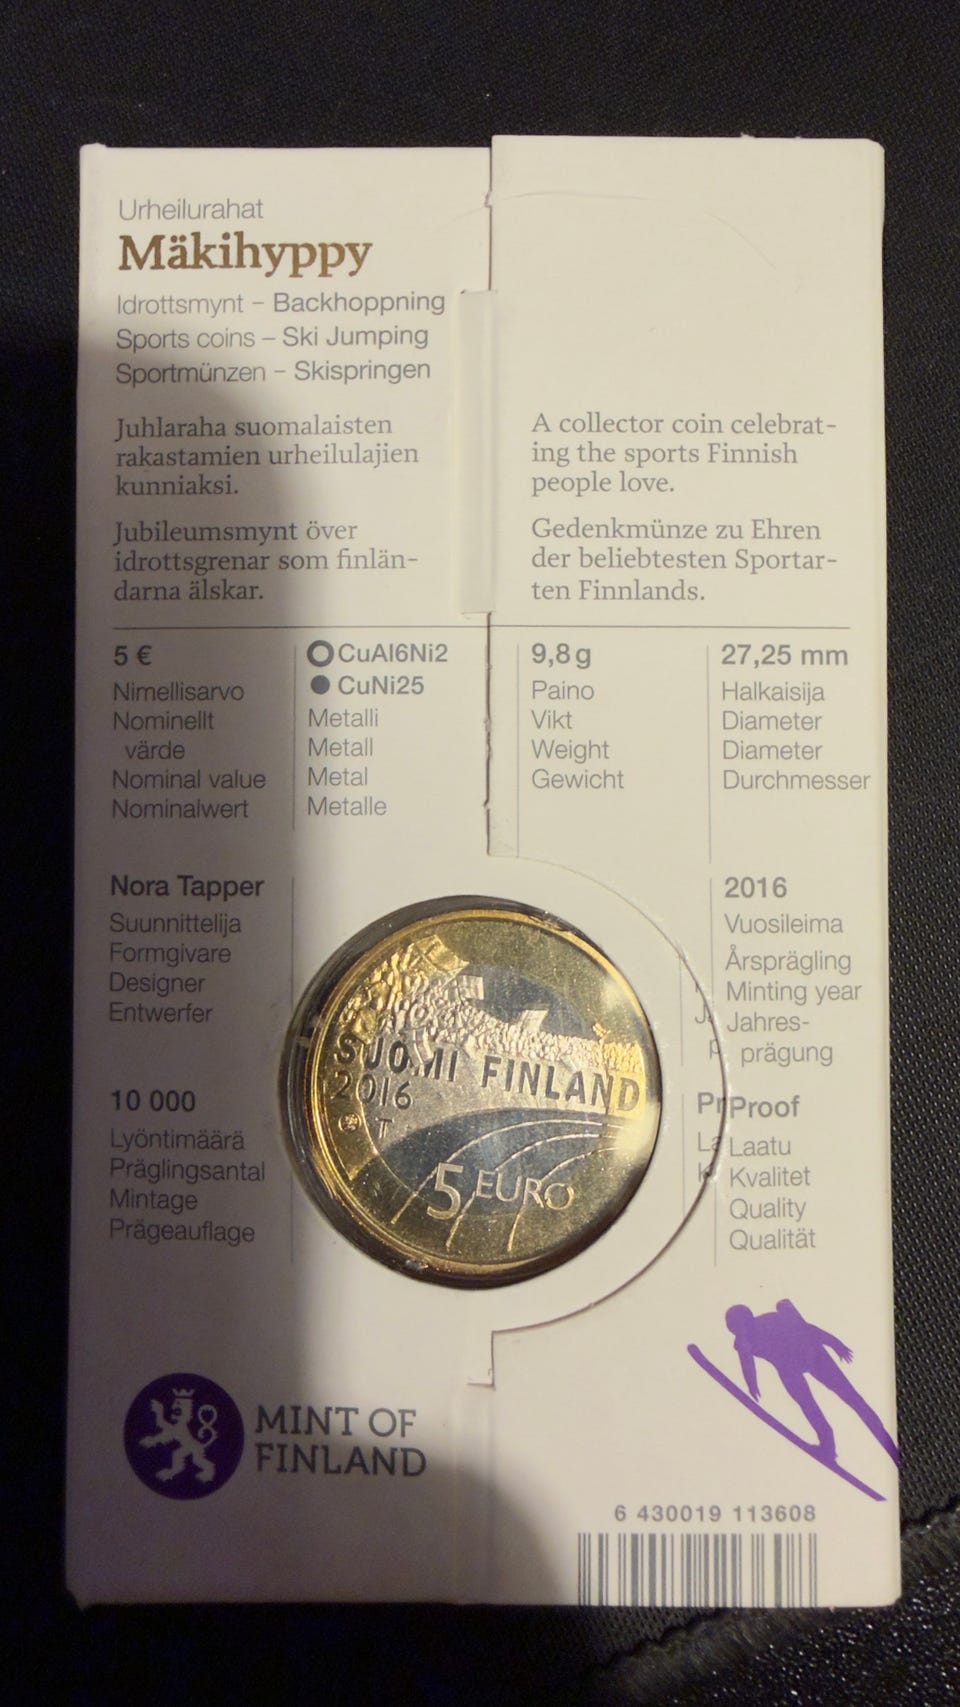 Urheilurahat
Mäkihyppy
Idrottsmynt – Backhoppning
Sports coins – Ski Jumping
Sportmünzen – Skispringen
Juhlaraha suomalaisten
rakastamien urheilulajien
kunniaksi.
Jubileumsmynt över
idrottsgrenar som finlän-
darna älskar.
A collector coin celebrat-
ing the sports Finnish
people love.
Gedenkmünze zu Ehren
der beliebtesten Sportar-
ten Finnlands.
5 €
Nimellisarvo
Nominellt
värde
Nominal value
Nominalwert
CuAl6Ni2
CuNi25
Metalli
Metall
Metal
Metalle
9,8 g
Paino
Vikt
Weight
Gewicht
27,25 mm
Halkaisija
Diameter
Diameter
Durchmesser
Nora Tapper
Suunnittelija
Formgivare
Designer
Entwerfer
2016
Vuosileima
Årsprägling
Minting year
Jahres-
prägung
10 000
Lyöntimäärä
Präglingsantal
Mintage
Prägeauflage
Proof
Laatu
Kvalitet
Quality
Qualität
SUOMI FINLAND
2016
T
5 EURO
MINT OF
FINLAND
6 430019 113608